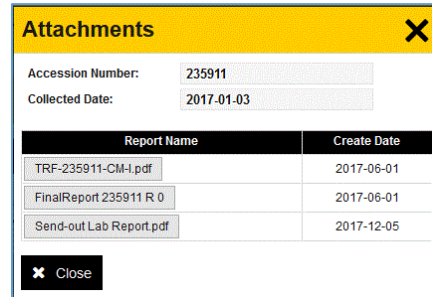 Attachments
Accession Number: 235911
Collected Date: 2017-01-03
Report Name Create Date
TRF-235911-CM-I.pdf 2017-06-01
FinalReport 235911 R 0 2017-06-01
Send-out Lab Report.pdf 2017-12-05
Close